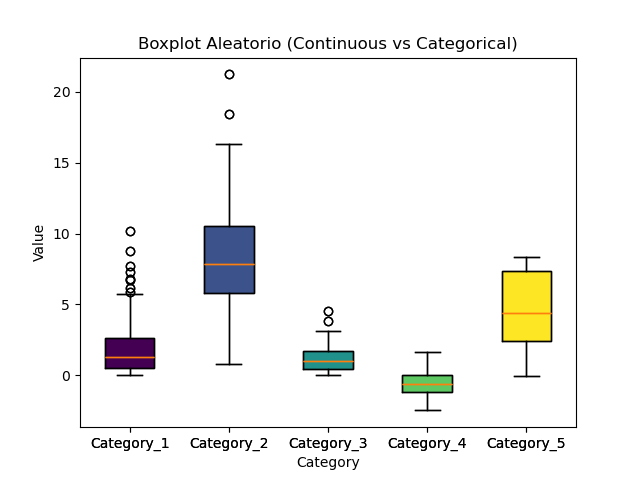 Boxplot Aleatorio (Continuous vs Categorical)
20
15
10
5
0
Value
Category_1 Category_2 Category_3 Category_4 Category_5
Category